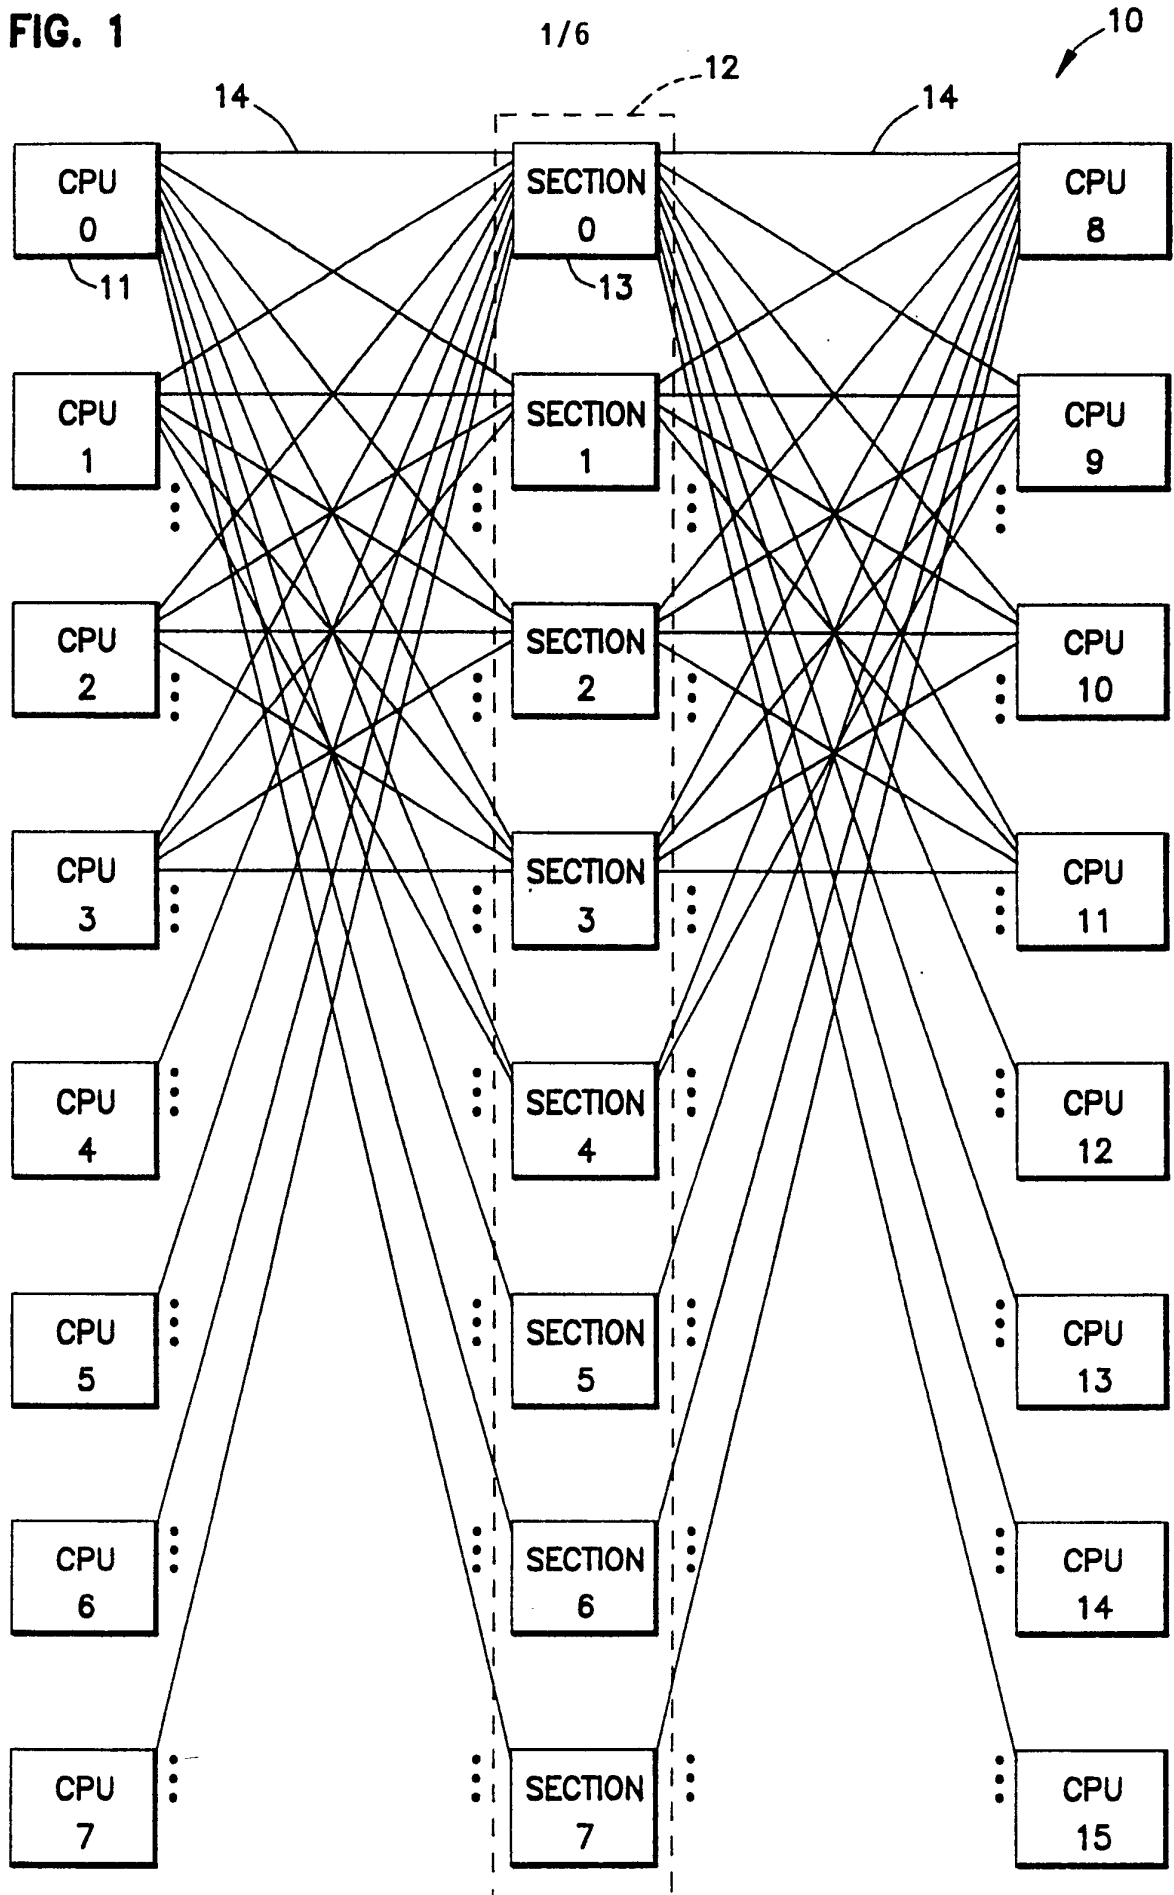 FIG. 1
1/6
10
12
14
14
CPU
0
SECTION
0
CPU
8
11
13
CPU
1
SECTION
1
CPU
9
CPU
2
SECTION
2
CPU
10
CPU
3
SECTION
3
CPU
11
CPU
4
SECTION
4
CPU
12
CPU
5
SECTION
5
CPU
13
CPU
6
SECTION
6
CPU
14
CPU
7
SECTION
7
CPU
15